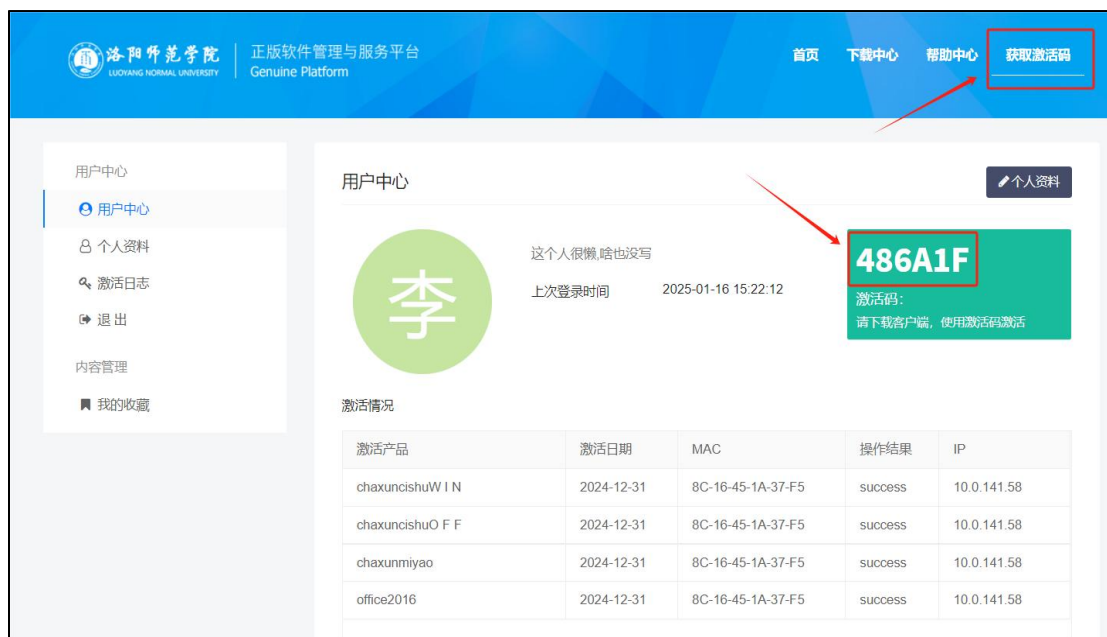 洛阳师范学院
LUOYANG NORMAL UNIVERSITY
正版软件管理与服务平台
Genuine Platform
首页 下载中心 帮助中心 获取激活码
用户中心
用户中心
个人资料
激活日志
退出
内容管理
我的收藏
用户中心
个人资料
李
这个人很懒,啥也没写
上次登录时间 2025-01-16 15:22:12
486A1F
激活码:
请下载客户端，使用激活码激活
激活情况
激活产品 激活日期 MAC 操作结果 IP
chaxuncishuW I N 2024-12-31 8C-16-45-1A-37-F5 success 10.0.141.58
chaxuncishuO F F 2024-12-31 8C-16-45-1A-37-F5 success 10.0.141.58
chaxunmiyao 2024-12-31 8C-16-45-1A-37-F5 success 10.0.141.58
office2016 2024-12-31 8C-16-45-1A-37-F5 success 10.0.141.58